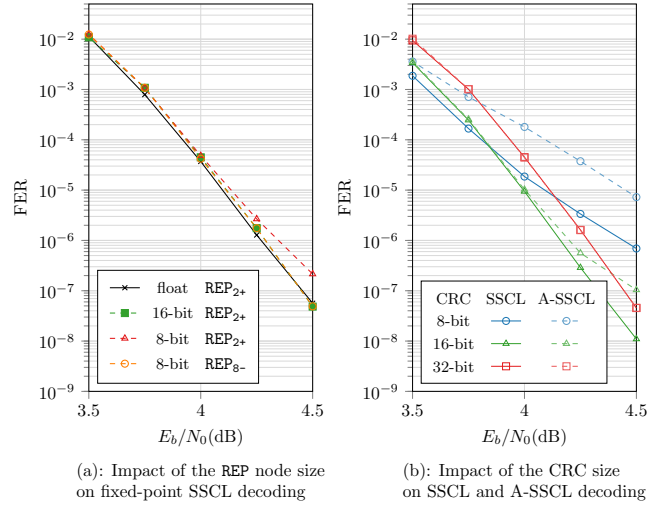 10⁻²
10⁻³
10⁻⁴
10⁻⁵
10⁻⁶
10⁻⁷
10⁻⁸
10⁻⁹
FER
float REP₂₊
16-bit REP₂₊
8-bit REP₂₊
8-bit REP₈₋
3.5 4 4.5
E_b/N_0(dB)
(a): Impact of the REP node size
on fixed-point SSCL decoding
10⁻²
10⁻³
10⁻⁴
10⁻⁵
10⁻⁶
10⁻⁷
10⁻⁸
10⁻⁹
FER
CRC SSCL A-SSCL
8-bit
16-bit
32-bit
3.5 4 4.5
E_b/N_0(dB)
(b): Impact of the CRC size
on SSCL and A-SSCL decoding